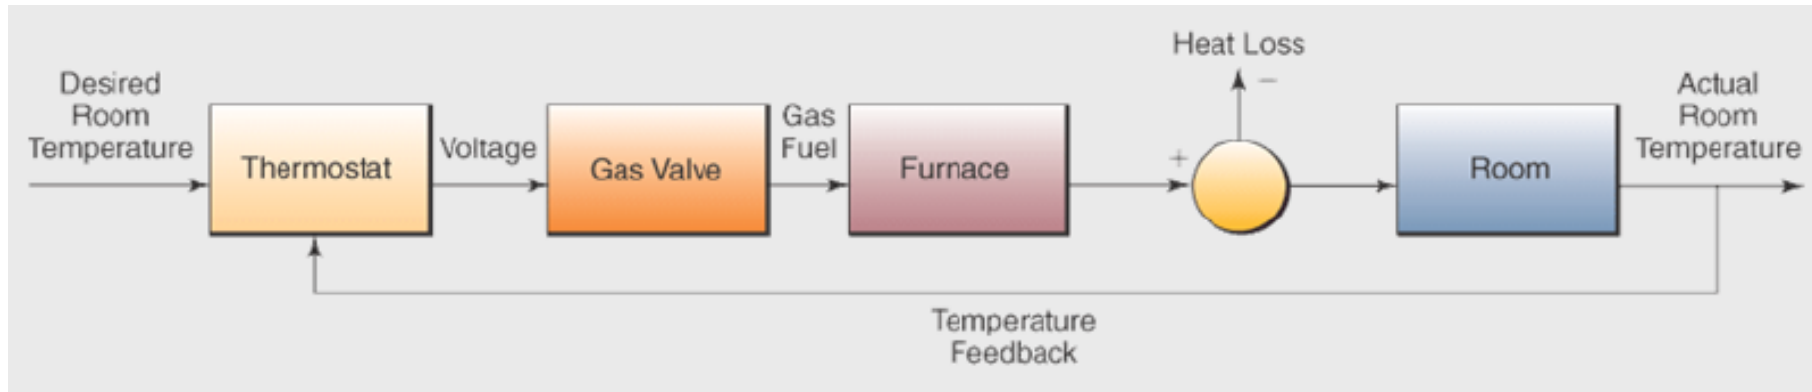 Desired
Room
Temperature
Thermostat
Voltage
Gas Valve
Gas
Fuel
Furnace
+
Heat Loss
−
Room
Actual
Room
Temperature
Temperature
Feedback